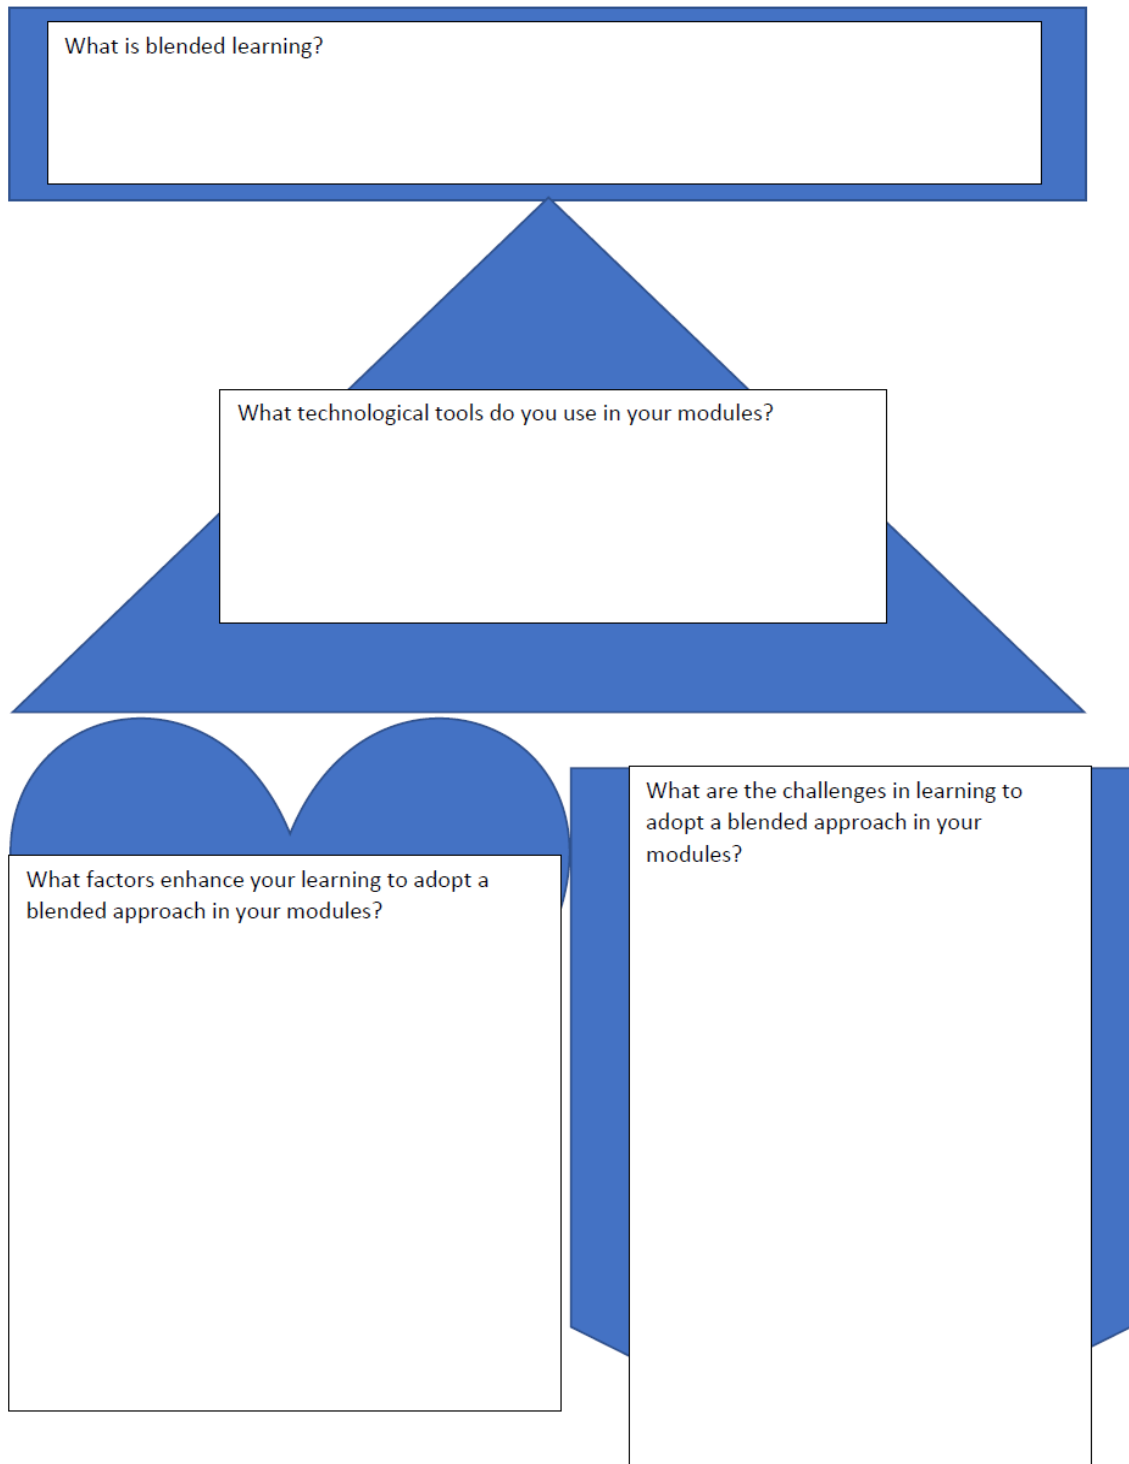 What is blended learning?
What technological tools do you use in your modules?
What factors enhance your learning to adopt a
blended approach in your modules?
What are the challenges in learning to
adopt a blended approach in your
modules?